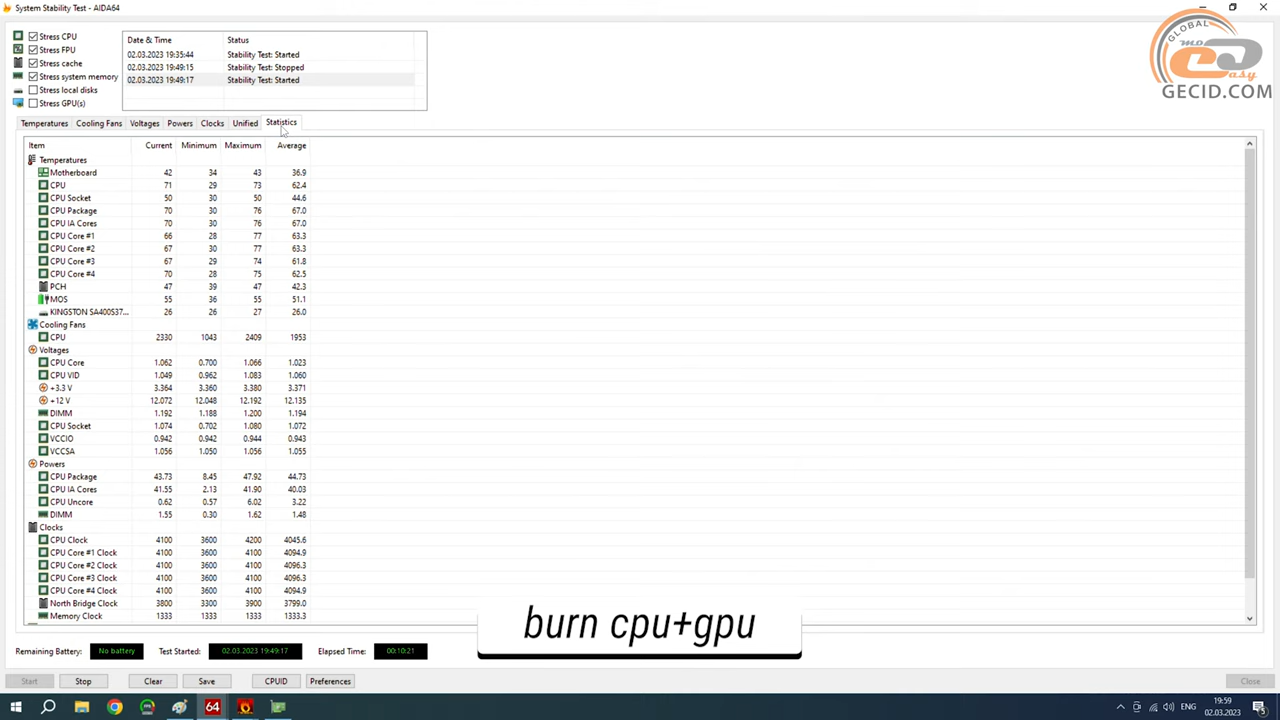 System Stability Test - AIDA64
Stress CPU
Stress FPU
Stress cache
Stress system memory
Stress local disks
Stress GPU(s)
Date & Time Status
02.03.2023 19:35:44 Stability Test: Started
02.03.2023 19:49:15 Stability Test: Stopped
02.03.2023 19:49:17 Stability Test: Started
GLOBAL
MO easy
GECID.COM
Temperatures Cooling Fans Voltages Powers Clocks Unified Statistics
Item Current Minimum Maximum Average
Temperatures
Motherboard 42 34 43 36.9
CPU 71 29 73 62.4
CPU Socket 50 30 50 44.6
CPU Package 70 30 76 67.0
CPU IA Cores 70 30 76 67.0
CPU Core #1 66 28 77 63.3
CPU Core #2 67 30 77 63.3
CPU Core #3 67 29 74 61.8
CPU Core #4 70 28 75 62.5
PCH 47 39 47 42.3
MOS 55 36 55 51.1
KINGSTON SA400S37... 26 26 27 26.0
Cooling Fans
CPU 2330 1043 2409 1953
Voltages
CPU Core 1.062 0.700 1.066 1.023
CPU VID 1.049 0.962 1.083 1.060
+3.3 V 3.364 3.360 3.380 3.371
+12 V 12.072 12.048 12.192 12.135
DIMM 1.192 1.188 1.200 1.194
CPU Socket 1.074 0.702 1.080 1.072
VCCIO 0.942 0.942 0.944 0.943
VCCSA 1.056 1.050 1.056 1.055
Powers
CPU Package 43.73 8.45 47.92 44.73
CPU IA Cores 41.55 2.13 41.90 40.03
CPU Uncore 0.62 0.57 6.02 3.22
DIMM 1.55 0.30 1.62 1.48
Clocks
CPU Clock 4100 3600 4200 4045.6
CPU Core #1 Clock 4100 3600 4100 4094.9
CPU Core #2 Clock 4100 3600 4100 4096.3
CPU Core #3 Clock 4100 3600 4100 4096.3
CPU Core #4 Clock 4100 3600 4100 4094.9
North Bridge Clock 3800 3300 3900 3799.0
Memory Clock 1333 1333 1333 1333.3
burn cpu+gpu
Remaining Battery: No battery Test Started: 02.03.2023 19:49:17 Elapsed Time: 00:10:21
Start Stop Clear Save CPUID Preferences Close
64 ENG 19:59
02.03.2023 5